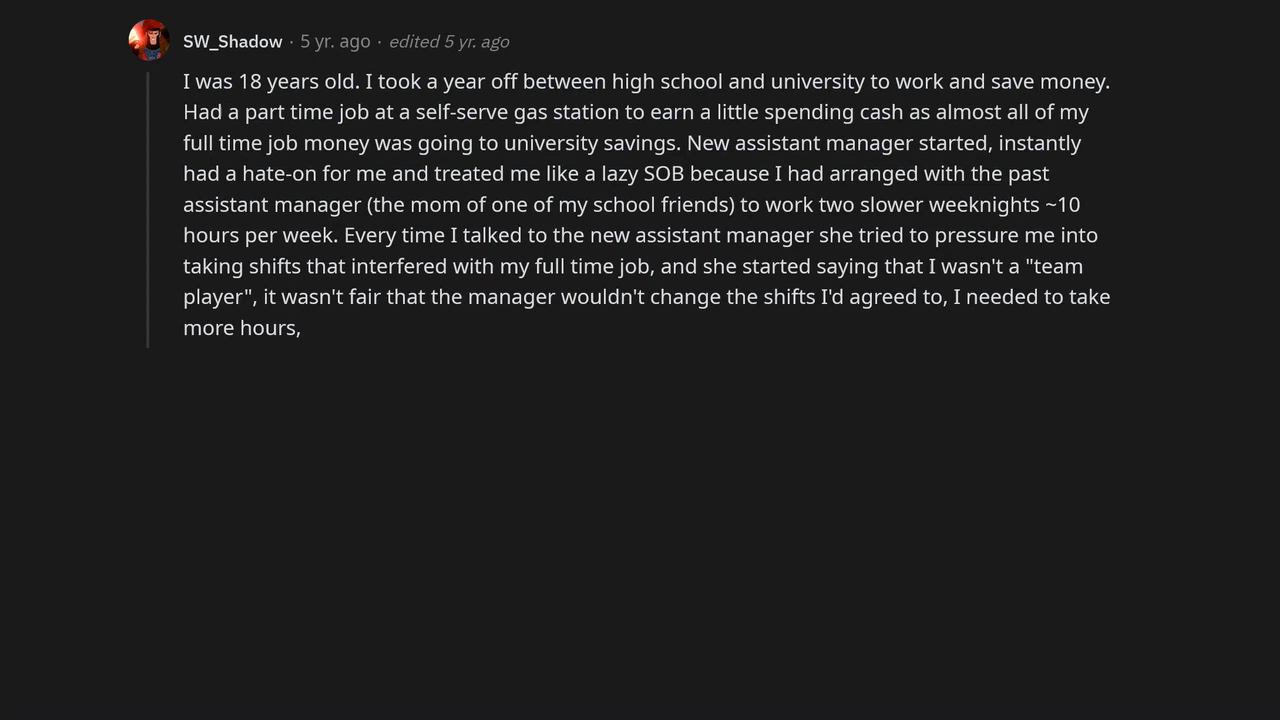 SW_Shadow · 5 yr. ago · edited 5 yr. ago
I was 18 years old. I took a year off between high school and university to work and save money.
Had a part time job at a self-serve gas station to earn a little spending cash as almost all of my
full time job money was going to university savings. New assistant manager started, instantly
had a hate-on for me and treated me like a lazy SOB because I had arranged with the past
assistant manager (the mom of one of my school friends) to work two slower weeknights ~10
hours per week. Every time I talked to the new assistant manager she tried to pressure me into
taking shifts that interfered with my full time job, and she started saying that I wasn't a "team
player", it wasn't fair that the manager wouldn't change the shifts I'd agreed to, I needed to take
more hours,